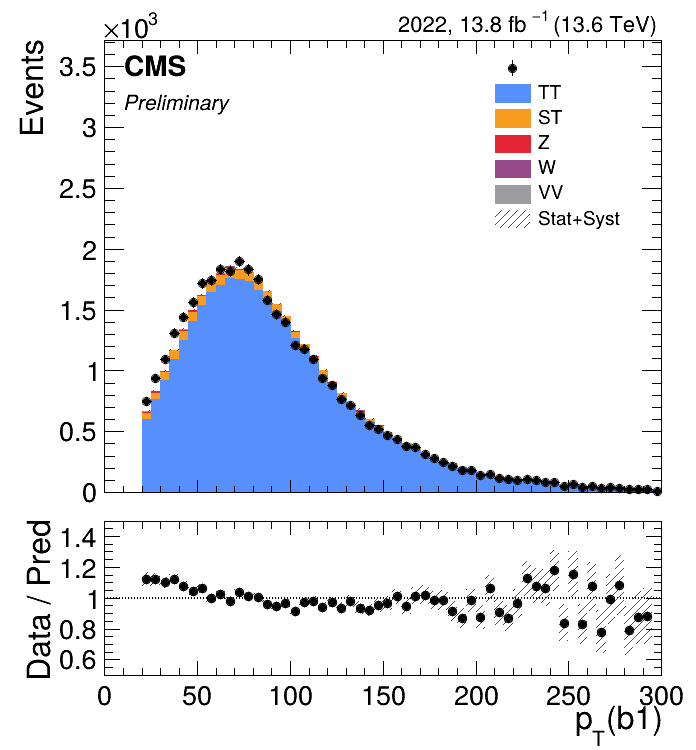 ×10³
2022, 13.8 fb⁻¹ (13.6 TeV)
Events
CMS
Preliminary
TT
ST
Z
W
VV
Stat+Syst
3.5
3
2.5
2
1.5
1
0.5
0
Data / Pred
1.4
1.2
1
0.8
0.6
0 50 100 150 200 250 300
p_T(b1)